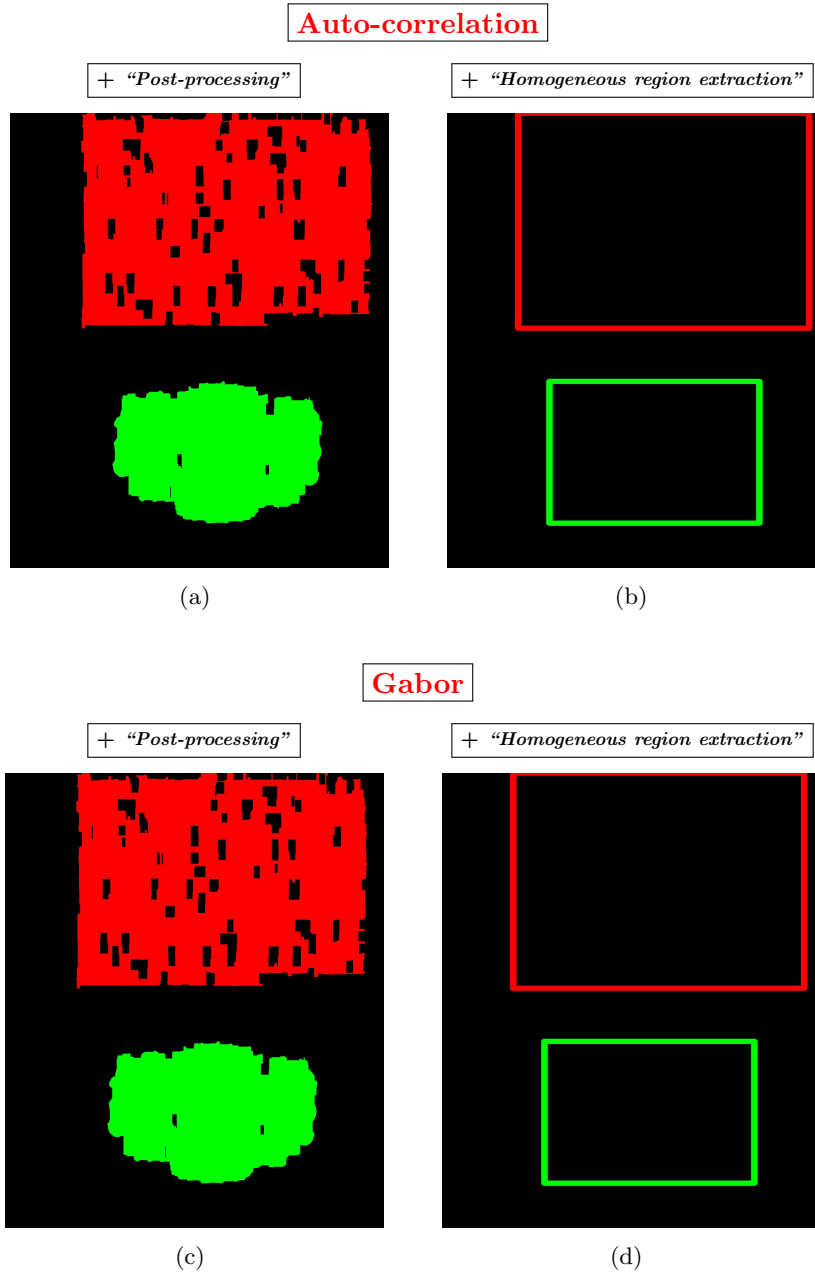 Auto-correlation
+ “Post-processing”
+ “Homogeneous region extraction”
(a)
(b)
Gabor
+ “Post-processing”
+ “Homogeneous region extraction”
(c)
(d)